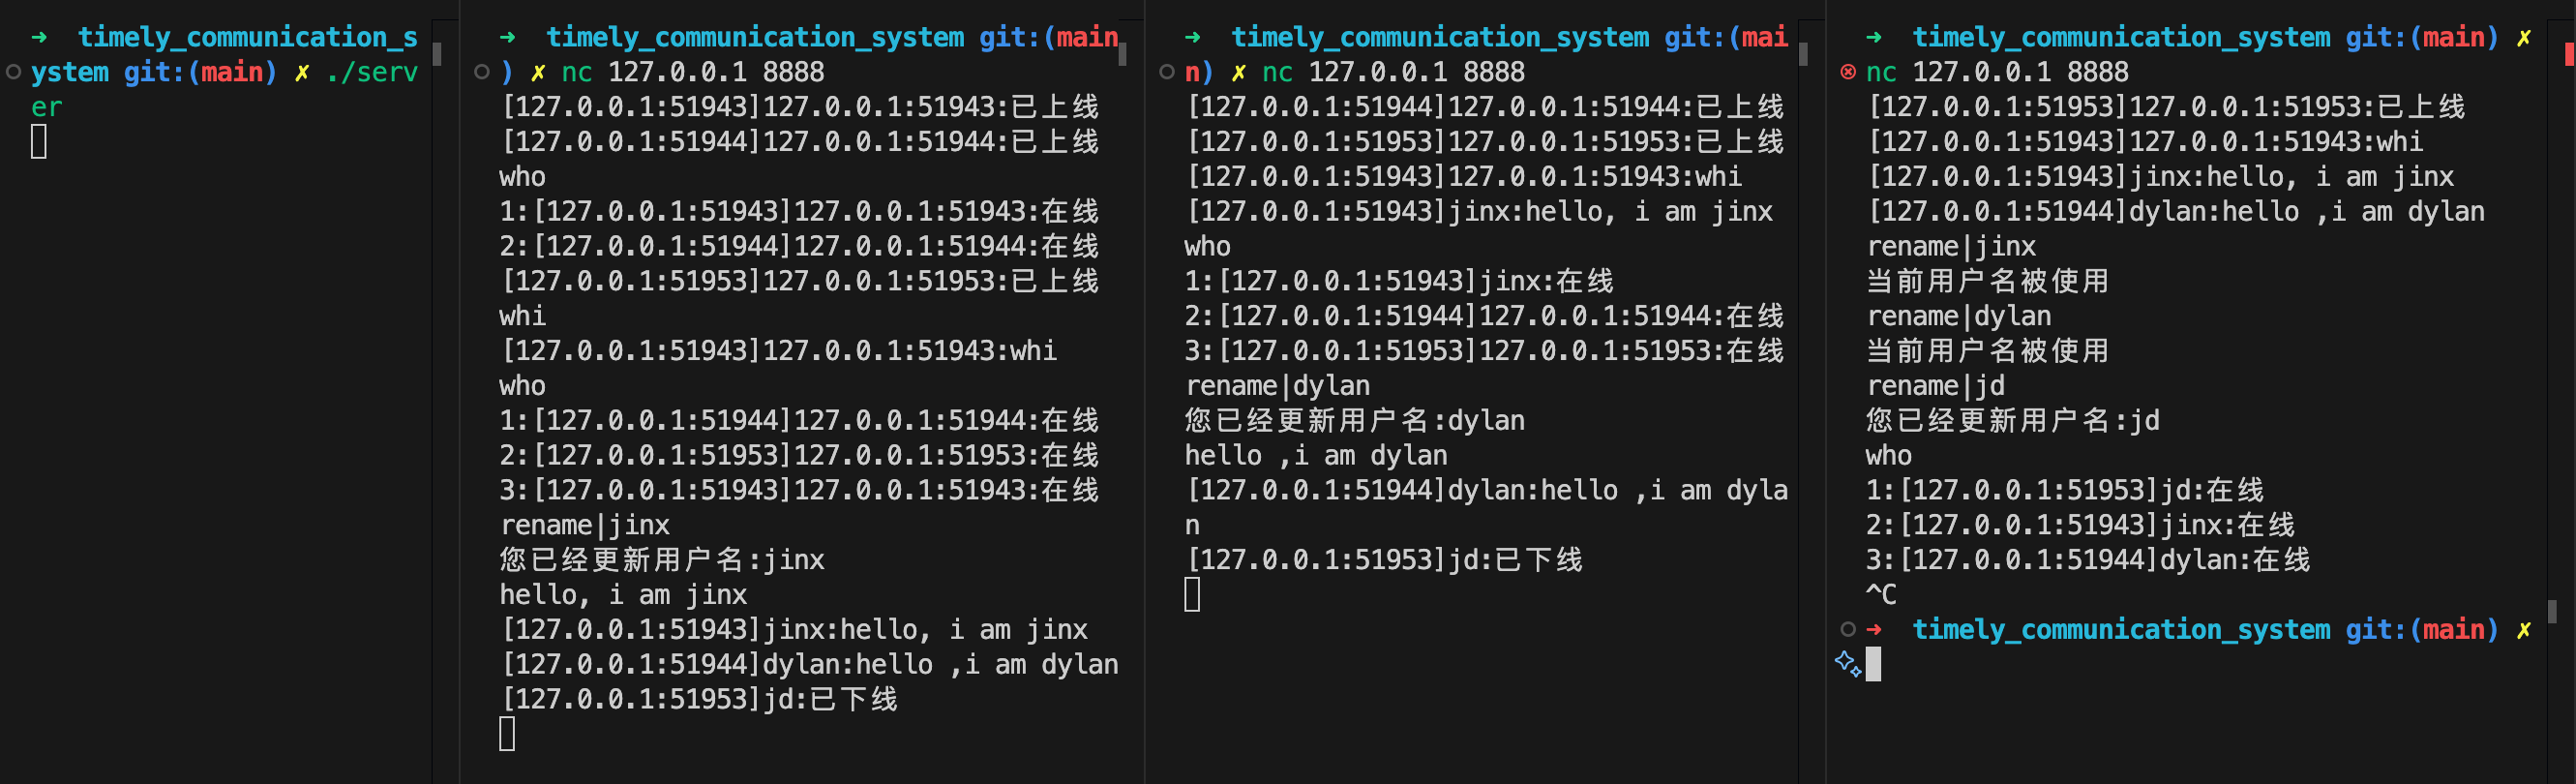 ➜  timely_communication_s
ystem git:(main) ✗ ./serv
er
➜  timely_communication_system git:(main
) ✗ nc 127.0.0.1 8888
[127.0.0.1:51943]127.0.0.1:51943:已上线
[127.0.0.1:51944]127.0.0.1:51944:已上线
who
1:[127.0.0.1:51943]127.0.0.1:51943:在线
2:[127.0.0.1:51944]127.0.0.1:51944:在线
[127.0.0.1:51953]127.0.0.1:51953:已上线
whi
[127.0.0.1:51943]127.0.0.1:51943:whi
who
1:[127.0.0.1:51944]127.0.0.1:51944:在线
2:[127.0.0.1:51953]127.0.0.1:51953:在线
3:[127.0.0.1:51943]127.0.0.1:51943:在线
rename|jinx
您已经更新用户名:jinx
hello, i am jinx
[127.0.0.1:51943]jinx:hello, i am jinx
[127.0.0.1:51944]dylan:hello ,i am dylan
[127.0.0.1:51953]jd:已下线
➜  timely_communication_system git:(mai
n) ✗ nc 127.0.0.1 8888
[127.0.0.1:51944]127.0.0.1:51944:已上线
[127.0.0.1:51953]127.0.0.1:51953:已上线
[127.0.0.1:51943]127.0.0.1:51943:whi
[127.0.0.1:51943]jinx:hello, i am jinx
who
1:[127.0.0.1:51943]jinx:在线
2:[127.0.0.1:51944]127.0.0.1:51944:在线
3:[127.0.0.1:51953]127.0.0.1:51953:在线
rename|dylan
您已经更新用户名:dylan
hello ,i am dylan
[127.0.0.1:51944]dylan:hello ,i am dyla
n
[127.0.0.1:51953]jd:已下线
➜  timely_communication_system git:(main) ✗
nc 127.0.0.1 8888
[127.0.0.1:51953]127.0.0.1:51953:已上线
[127.0.0.1:51943]127.0.0.1:51943:whi
[127.0.0.1:51943]jinx:hello, i am jinx
[127.0.0.1:51944]dylan:hello ,i am dylan
rename|jinx
当前用户名被使用
rename|dylan
当前用户名被使用
rename|jd
您已经更新用户名:jd
who
1:[127.0.0.1:51953]jd:在线
2:[127.0.0.1:51943]jinx:在线
3:[127.0.0.1:51944]dylan:在线
^C
➜  timely_communication_system git:(main) ✗